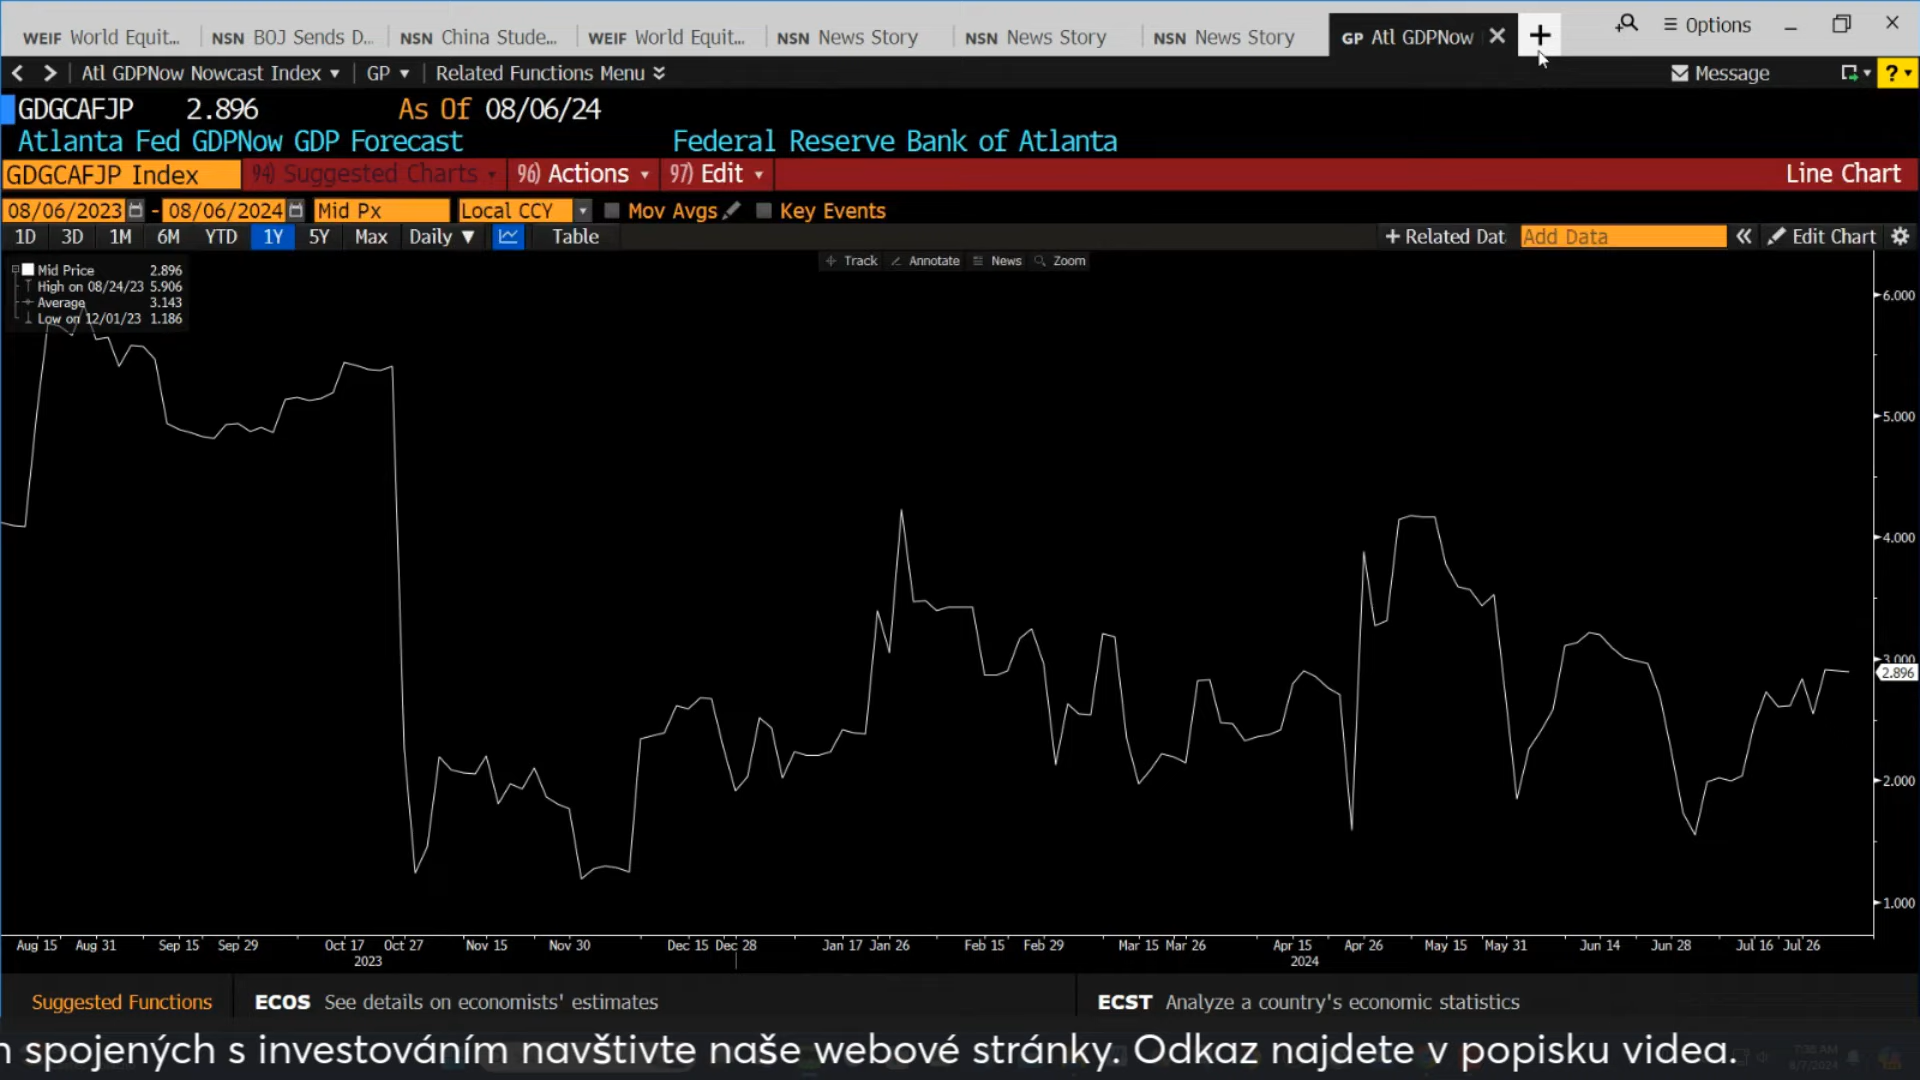 WEIF World Equit... NSN BOJ Sends D... NSN China Stude... WEIF World Equit... NSN News Story NSN News Story NSN News Story GP Atl GDPNow Options
Atl GDPNow Nowcast Index GP Related Functions Menu Message ?
GDGCAFJP 2.896 As Of 08/06/24
Atlanta Fed GDPNow GDP Forecast Federal Reserve Bank of Atlanta
GDGCAFJP Index 94) Suggested Charts 96) Actions 97) Edit Line Chart
08/06/2023 - 08/06/2024 Mid Px Local CCY Mov Avgs Key Events
1D 3D 1M 6M YTD 1Y 5Y Max Daily Table + Related Dat Add Data Edit Chart
Track Annotate News Zoom
Mid Price 2.896
High on 08/24/23 5.906
Average 3.143
Low on 12/01/23 1.186
6.000
5.000
4.000
3.000
2.896
2.000
1.000
Aug 15 Aug 31 Sep 15 Sep 29 Oct 17 Oct 27 Nov 15 Nov 30 Dec 15 Dec 28 Jan 17 Jan 26 Feb 15 Feb 29 Mar 15 Mar 26 Apr 15 Apr 26 May 15 May 31 Jun 14 Jun 28 Jul 16 Jul 26
2023 2024
Suggested Functions ECOS See details on economists' estimates ECST Analyze a country's economic statistics
spojených s investováním navštivte naše webové stránky. Odkaz najdete v popisku videa.
7:38 AM
8/7/2024